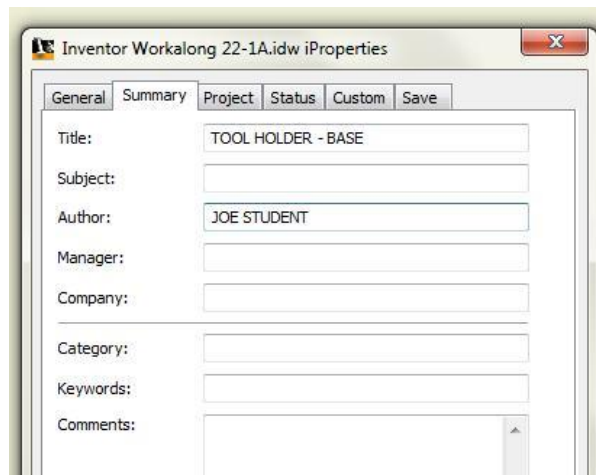 Inventor Workalong 22-1A.idw iProperties
General Summary Project Status Custom Save
Title: TOOL HOLDER - BASE
Subject:
Author: JOE STUDENT
Manager:
Company:
Category:
Keywords:
Comments: